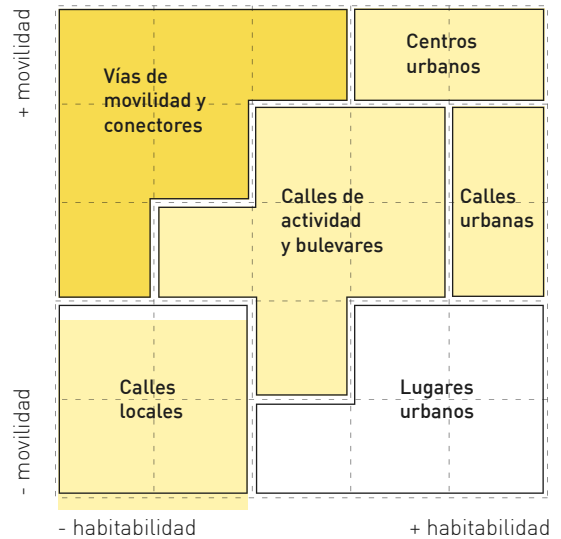 + movilidad
Centros
urbanos
Vías de
movilidad y
conectores
Calles de
actividad
y bulevares
Calles
urbanas
Calles
locales
Lugares
urbanos
- movilidad
- habitabilidad
+ habitabilidad